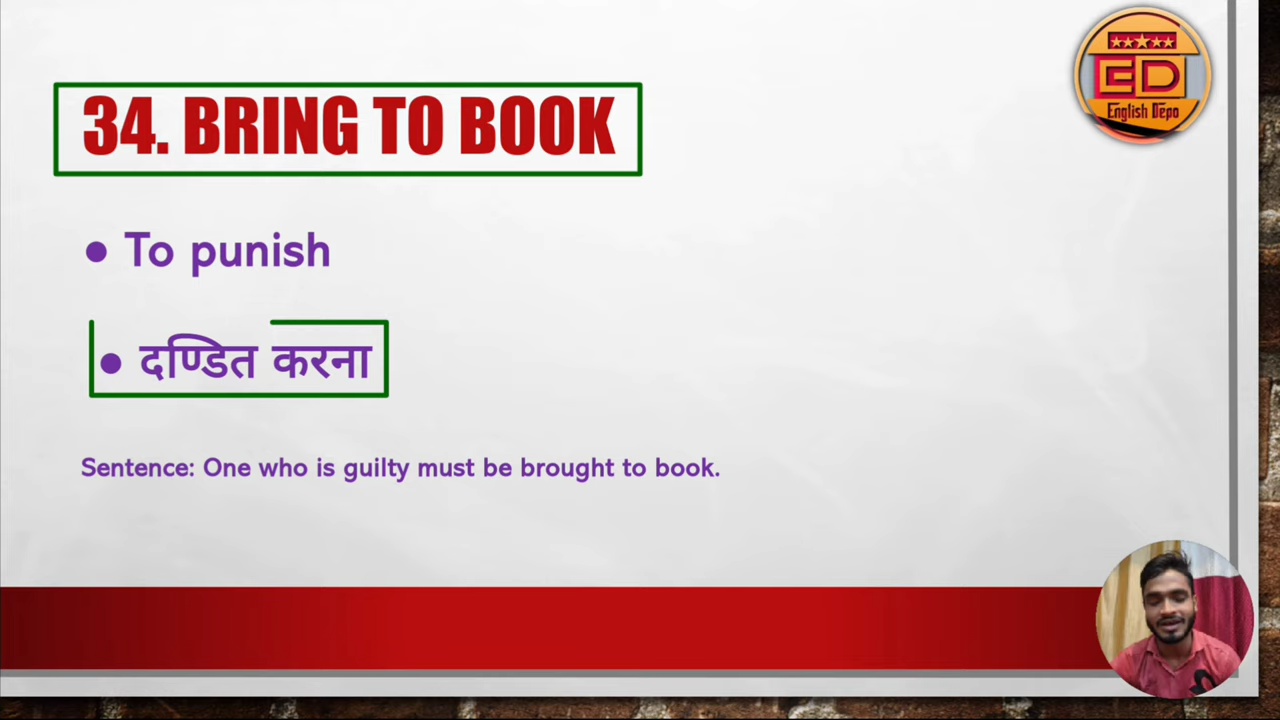 34. BRING TO BOOK
ED
English Depo
• To punish
• दण्डित करना
Sentence: One who is guilty must be brought to book.